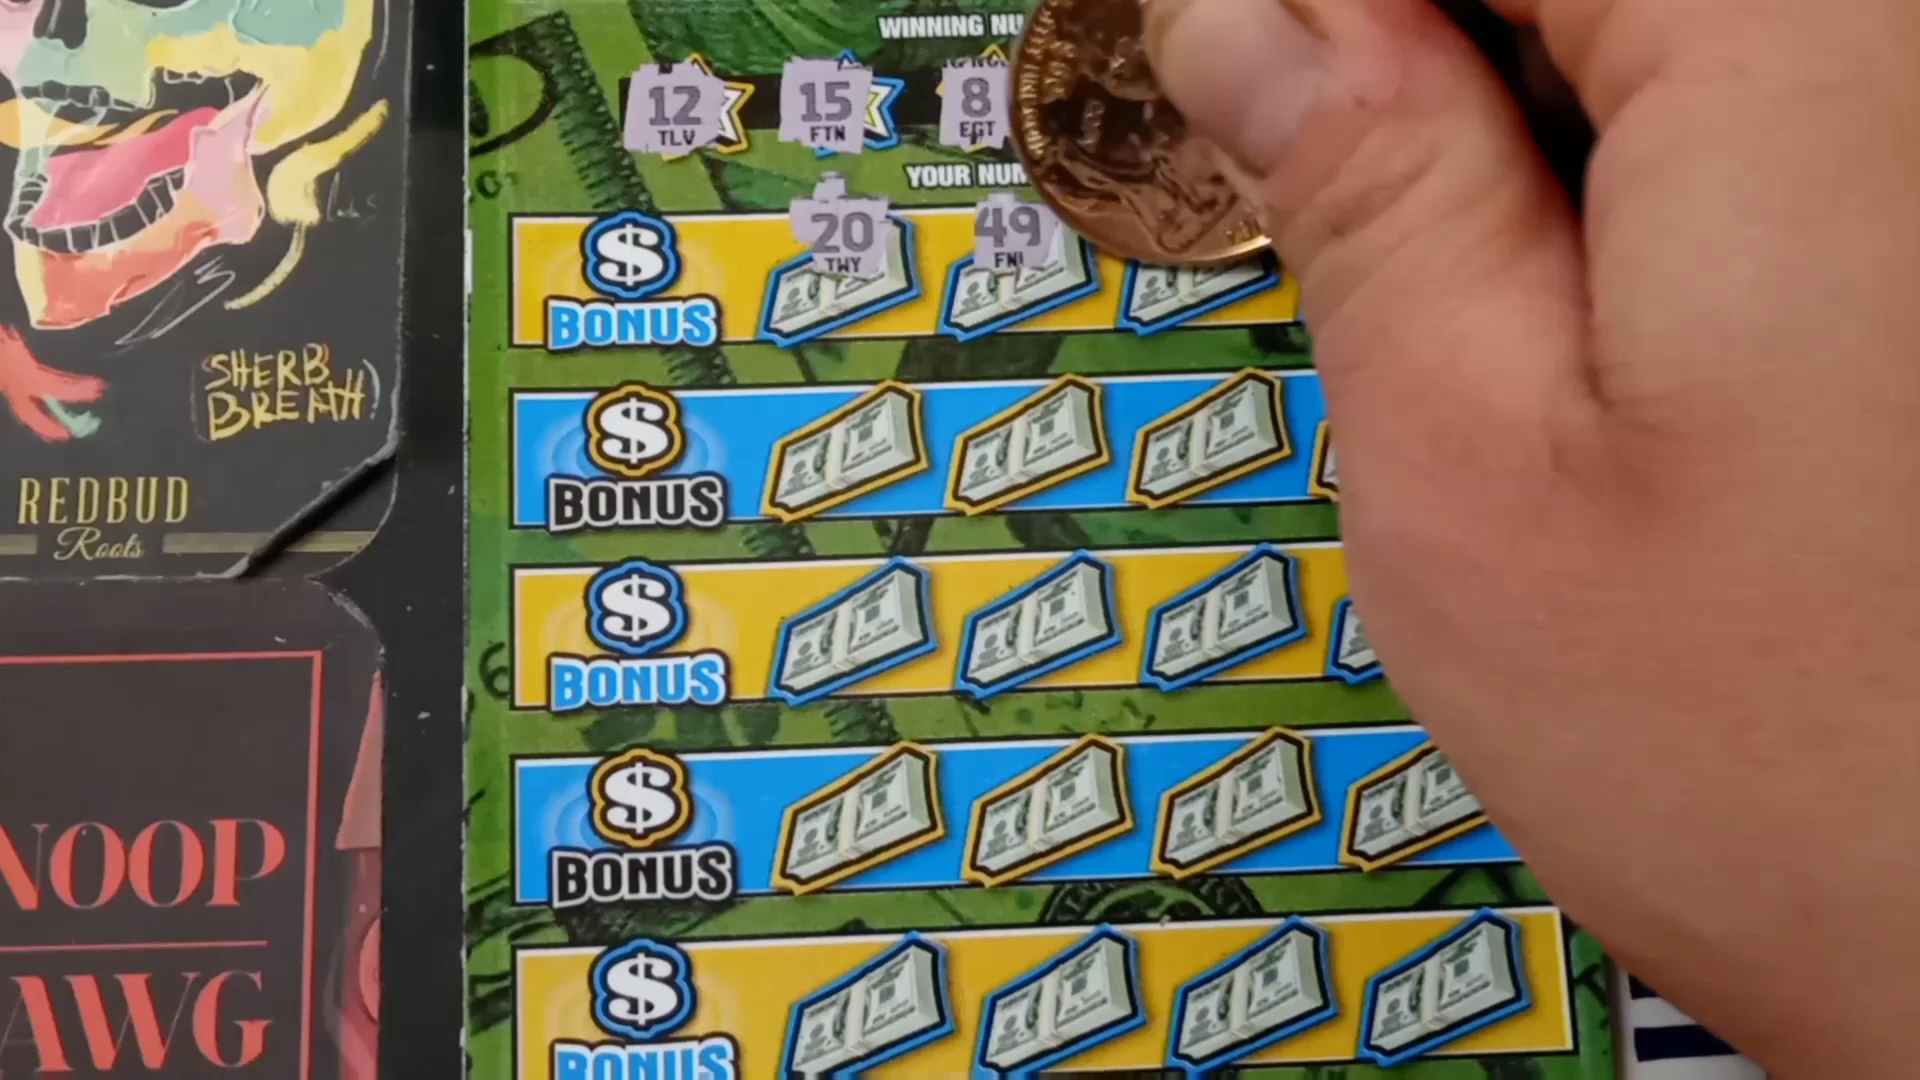 WINNING NU
12 15 8
TLV FTN EGT
YOUR NUM
20 49
TWY FNI
$
BONUS
$
BONUS
$
BONUS
$
BONUS
$
BONUS
SHERB
BREATH
REDBUD
Roots
NOOP
AWG